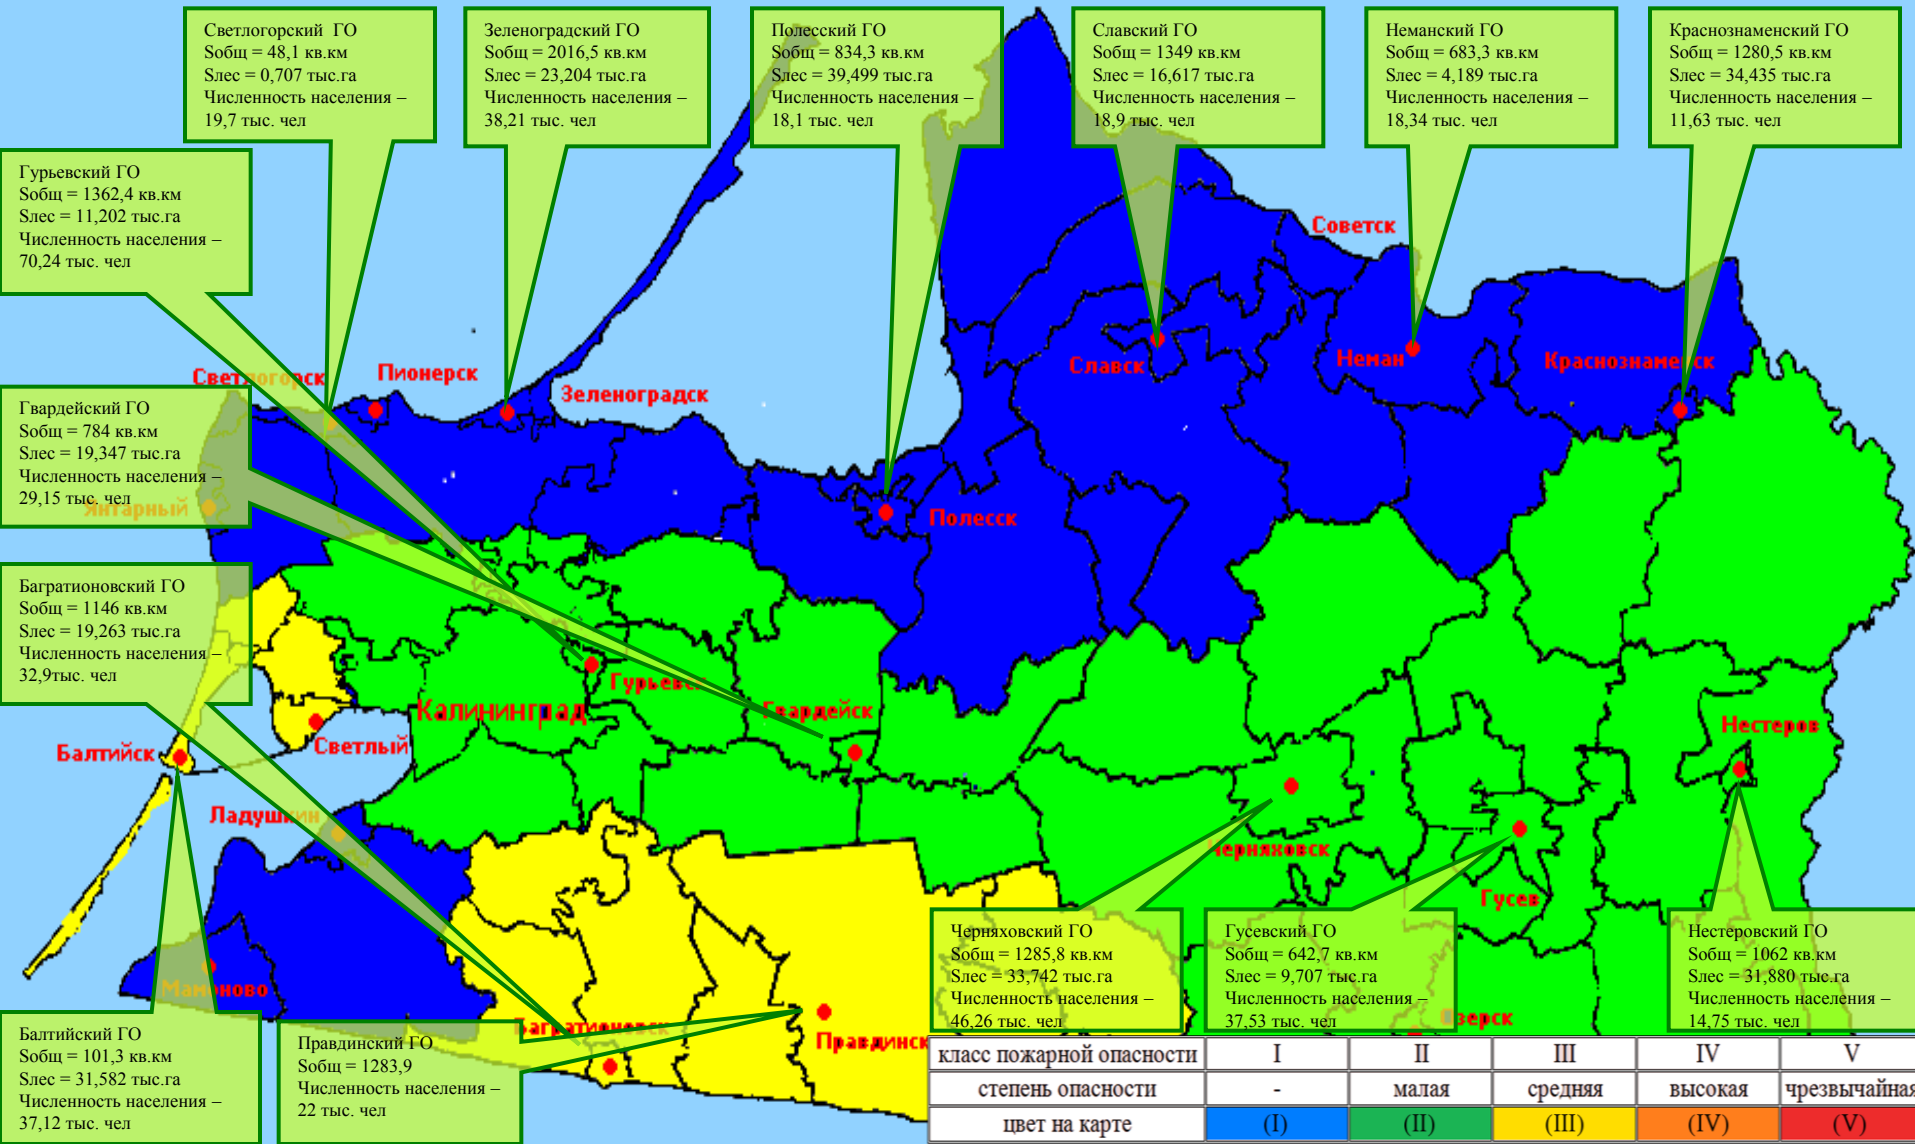 Светлогорский ГО
Sобщ = 48,1 кв.км
Sлес = 0,707 тыс.га
Численность населения –
19,7 тыс. чел
Зеленоградский ГО
Sобщ = 2016,5 кв.км
Sлес = 23,204 тыс.га
Численность населения –
38,21 тыс. чел
Полесский ГО
Sобщ = 834,3 кв.км
Sлес = 39,499 тыс.га
Численность населения –
18,1 тыс. чел
Славский ГО
Sобщ = 1349 кв.км
Sлес = 16,617 тыс.га
Численность населения –
18,9 тыс. чел
Неманский ГО
Sобщ = 683,3 кв.км
Sлес = 4,189 тыс.га
Численность населения –
18,34 тыс. чел
Краснознаменский ГО
Sобщ = 1280,5 кв.км
Sлес = 34,435 тыс.га
Численность населения –
11,63 тыс. чел
Гурьевский ГО
Sобщ = 1362,4 кв.км
Sлес = 11,202 тыс.га
Численность населения –
70,24 тыс. чел
Советск
Светлогорск
Пионерск
Зеленоградск
Славск
Неман
Краснознаменск
Гвардейский ГО
Sобщ = 784 кв.км
Sлес = 19,347 тыс.га
Численность населения –
29,15 тыс. чел
Янтарный
Полесск
Багратионовский ГО
Sобщ = 1146 кв.км
Sлес = 19,263 тыс.га
Численность населения –
32,9тыс. чел
Гурьевск
Калининград
Гвардейск
Нестеров
Балтийск
Светлый
Ладушкин
Черняховск
Гусев
Мамоново
Багратионовск
Правдинск
Озерск
Черняховский ГО
Sобщ = 1285,8 кв.км
Sлес = 33,742 тыс.га
Численность населения –
46,26 тыс. чел
Гусевский ГО
Sобщ = 642,7 кв.км
Sлес = 9,707 тыс.га
Численность населения –
37,53 тыс. чел
Нестеровский ГО
Sобщ = 1062 кв.км
Sлес = 31,880 тыс.га
Численность населения –
14,75 тыс. чел
Балтийский ГО
Sобщ = 101,3 кв.км
Sлес = 31,582 тыс.га
Численность населения –
37,12 тыс. чел
Правдинский ГО
Sобщ = 1283,9
Численность населения –
22 тыс. чел
класс пожарной опасности I II III IV V
степень опасности - малая средняя высокая чрезвычайная
цвет на карте (I) (II) (III) (IV) (V)